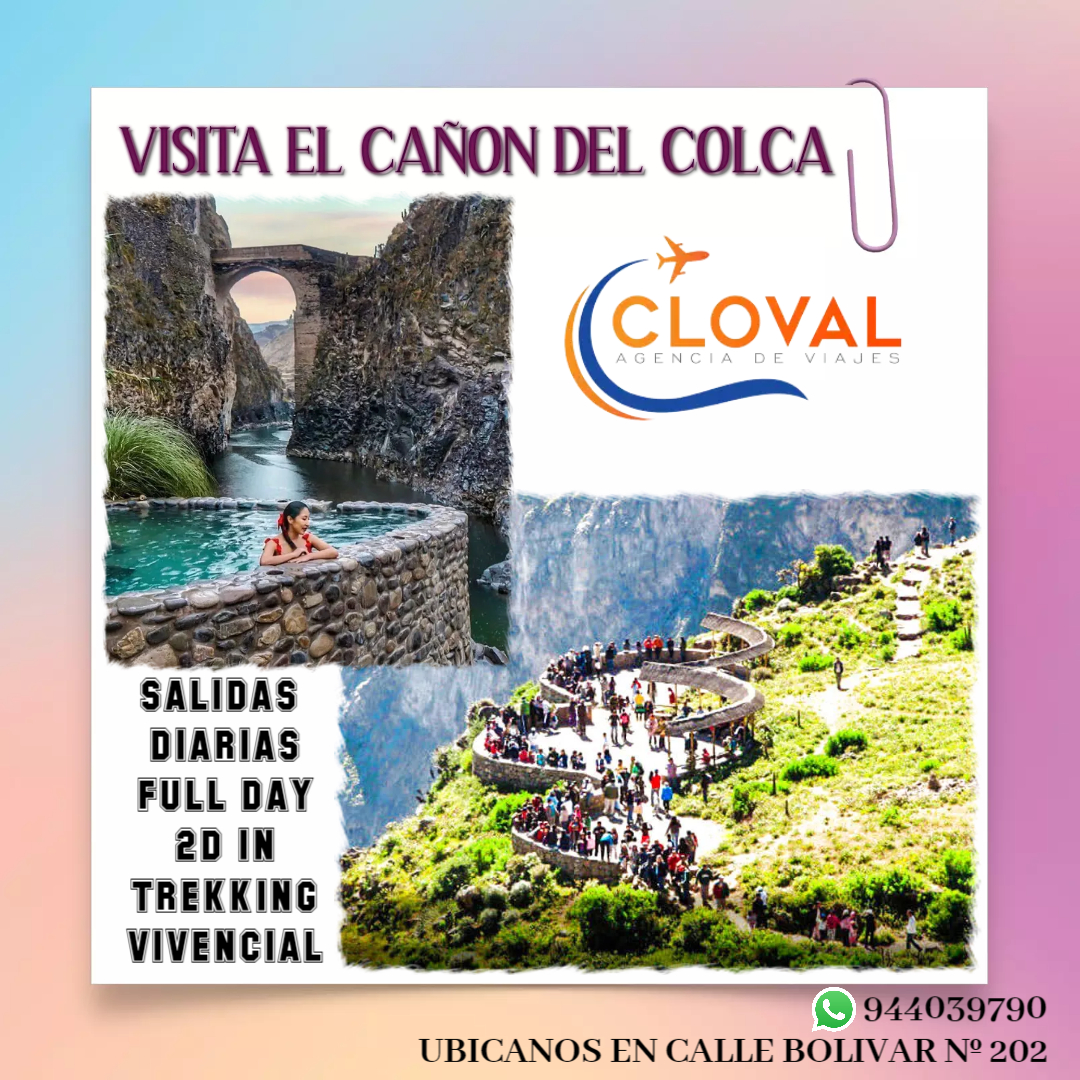 VISITA EL CAÑON DEL COLCA
CLOVAL
AGENCIA DE VIAJES
SALIDAS
DIARIAS
FULL DAY
2D IN
TREKKING
VIVENCIAL
944039790
UBICANOS EN CALLE BOLIVAR Nº 202